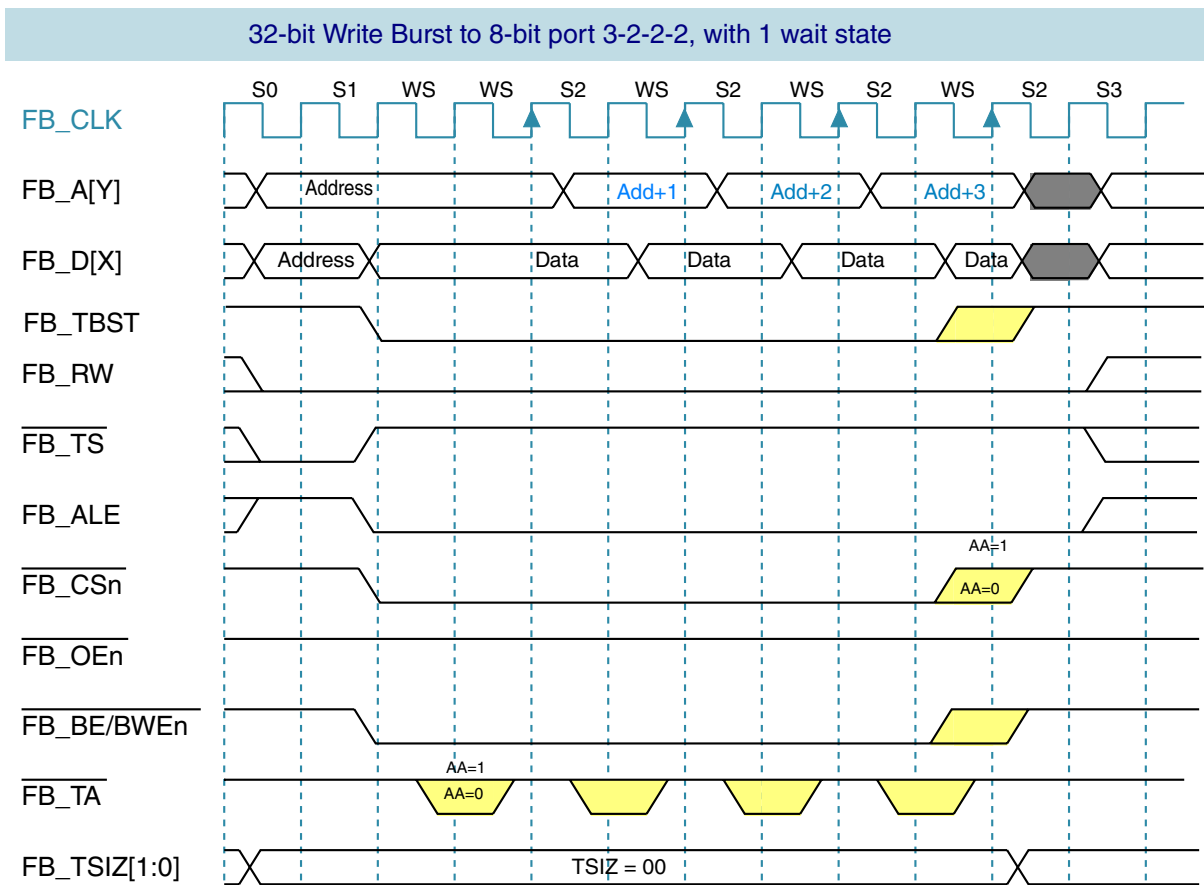 32-bit Write Burst to 8-bit port 3-2-2-2, with 1 wait state
S0 S1 WS WS S2 WS S2 WS S2 WS S2 S3
FB_CLK
FB_A[Y] Address Add+1 Add+2 Add+3
FB_D[X] Address Data Data Data Data
FB_TBST
FB_RW
FB_TS
FB_ALE
AA=1
FB_CSn AA=0
FB_OEn
FB_BE/BWEn
AA=1
FB_TA AA=0
FB_TSIZ[1:0] TSIZ = 00